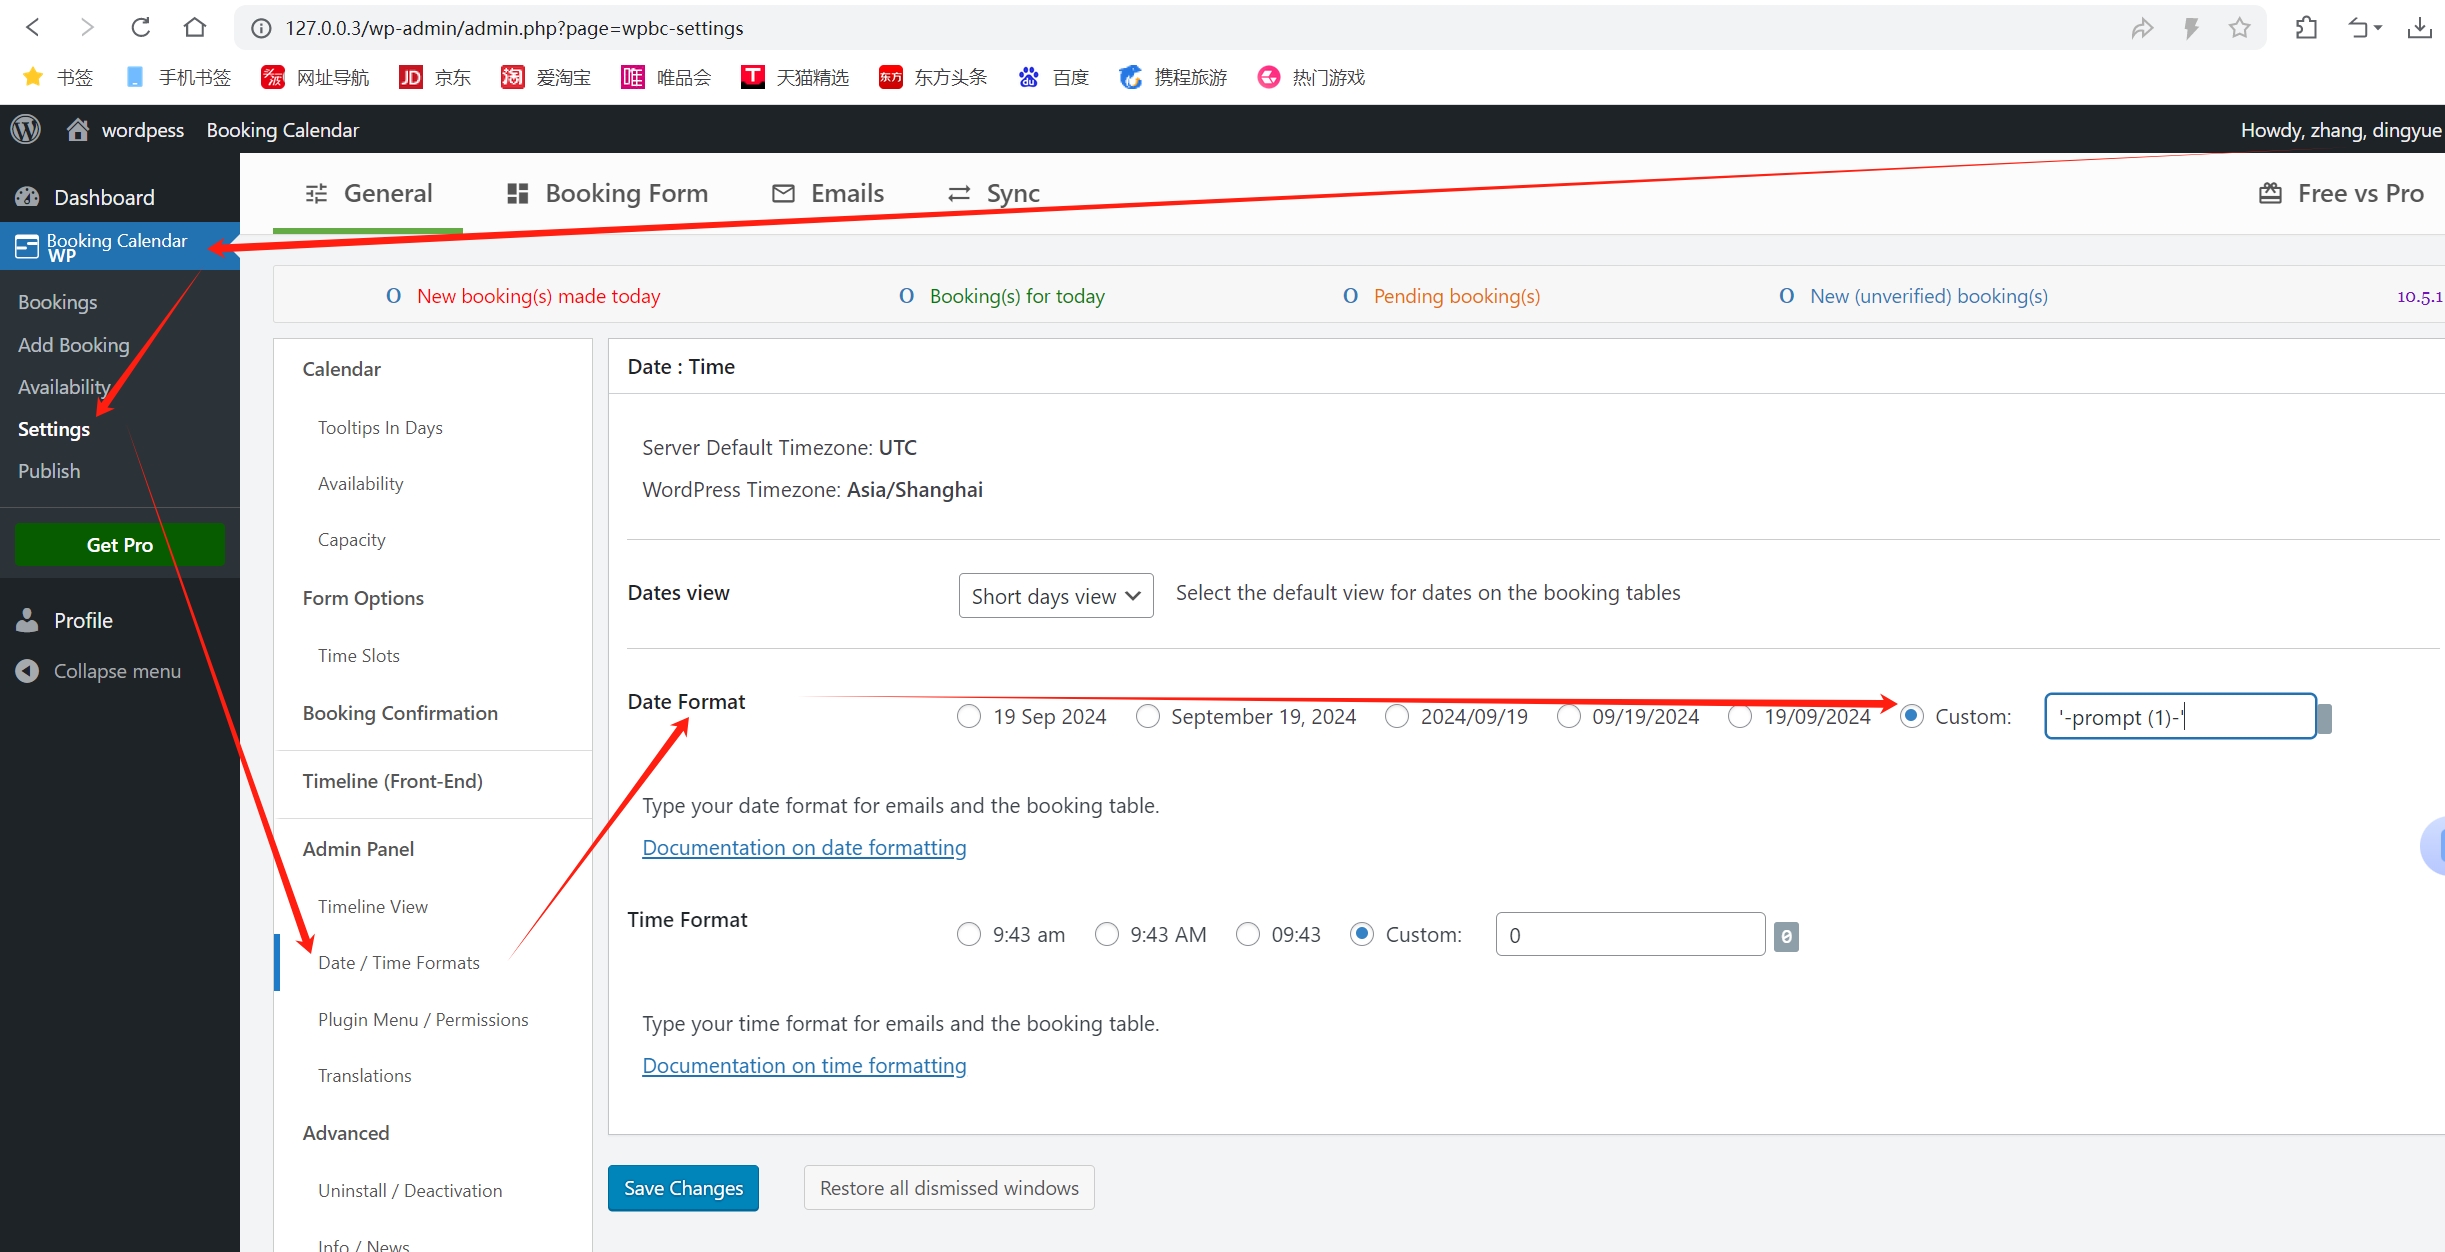 127.0.0.3/wp-admin/admin.php?page=wpbc-settings
书签 手机书签 网址导航 JD 京东 淘 爱淘宝 唯 唯品会 T 天猫精选 东方 东方头条 du 百度 携程旅游 热门游戏
wordpess Booking Calendar Howdy, zhang, dingyue
Dashboard
Booking Calendar
WP
Bookings
Add Booking
Availability
Settings
Publish
Get Pro
Profile
Collapse menu
General Booking Form Emails Sync Free vs Pro
0 New booking(s) made today 0 Booking(s) for today 0 Pending booking(s) 0 New (unverified) booking(s) 10.5.1
Calendar
Tooltips In Days
Availability
Capacity
Form Options
Time Slots
Booking Confirmation
Timeline (Front-End)
Admin Panel
Timeline View
Date / Time Formats
Plugin Menu / Permissions
Translations
Advanced
Uninstall / Deactivation
Info / News
Date : Time
Server Default Timezone: UTC
WordPress Timezone: Asia/Shanghai
Dates view Short days view Select the default view for dates on the booking tables
Date Format 19 Sep 2024 September 19, 2024 2024/09/19 09/19/2024 19/09/2024 Custom: '-prompt (1)-'
Type your date format for emails and the booking table.
Documentation on date formatting
Time Format 9:43 am 9:43 AM 09:43 Custom: 0 0
Type your time format for emails and the booking table.
Documentation on time formatting
Save Changes Restore all dismissed windows